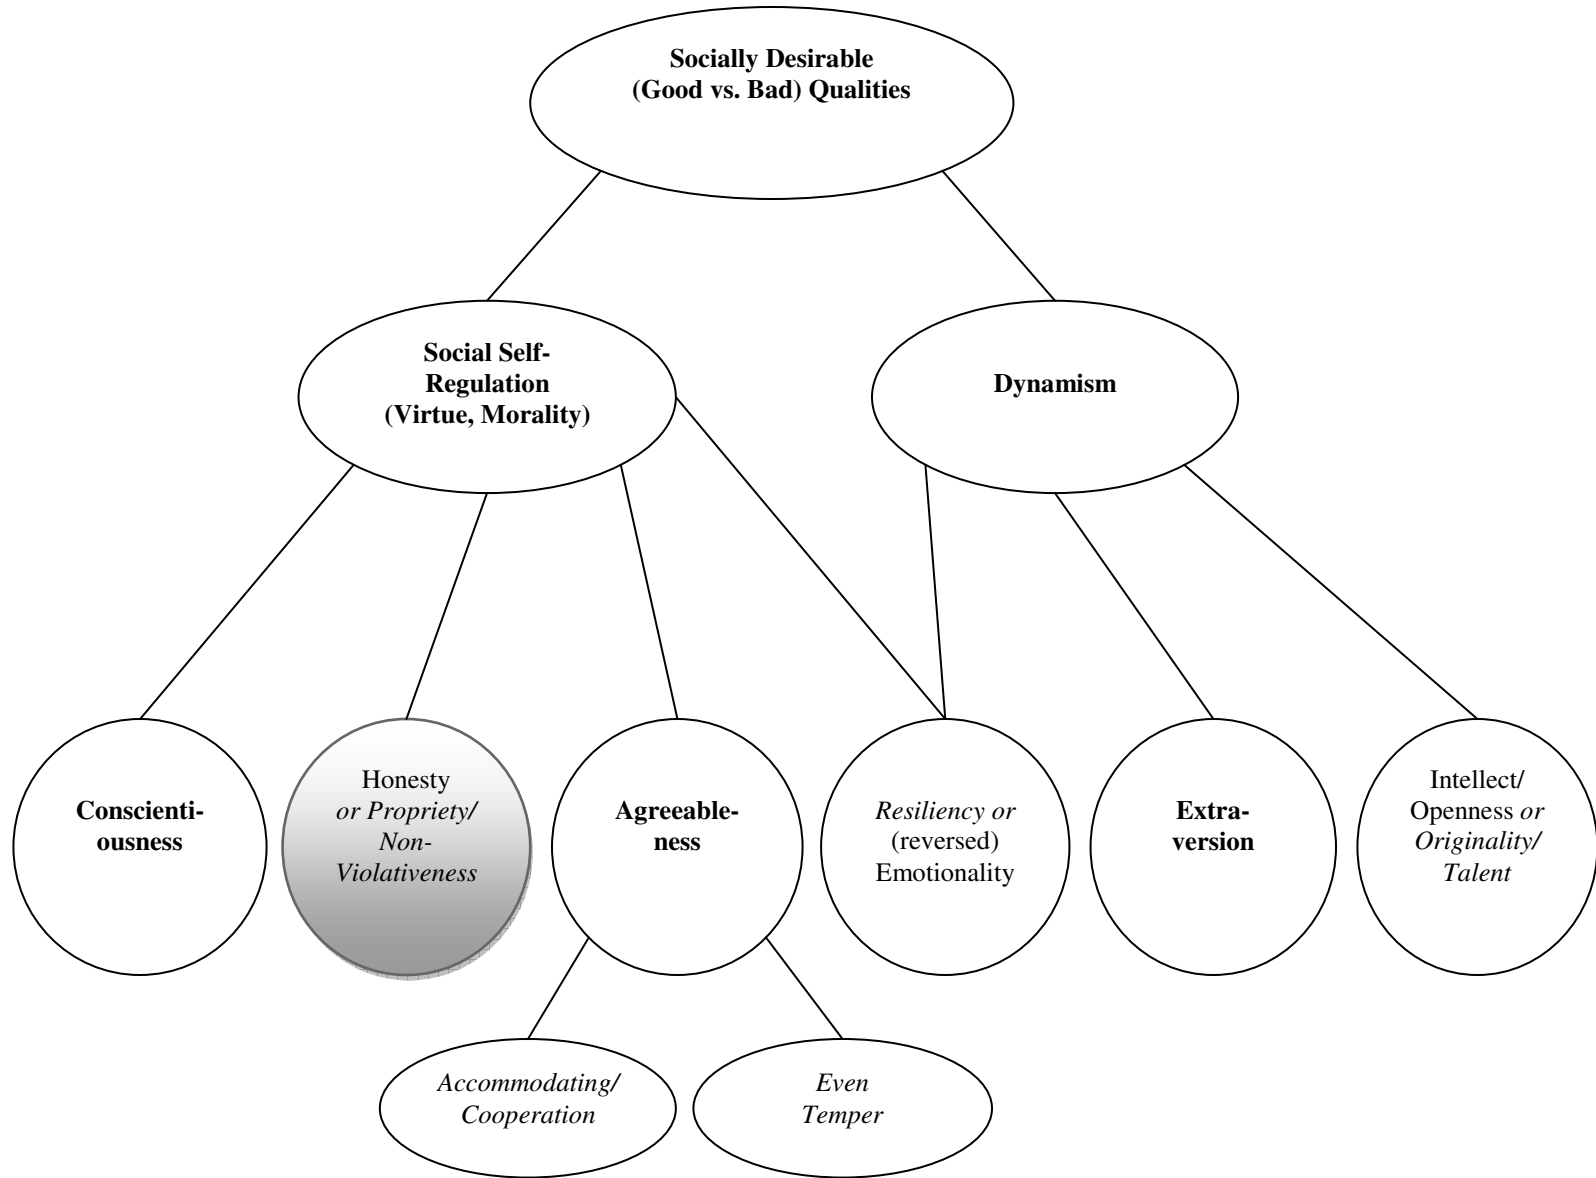 Socially Desirable
(Good vs. Bad) Qualities
Social Self-
Regulation
(Virtue, Morality)
Dynamism
Conscienti-
ousness
Honesty
or Propriety/
Non-
Violativeness
Agreeable-
ness
Resiliency or
(reversed)
Emotionality
Extra-
version
Intellect/
Openness or
Originality/
Talent
Accommodating/
Cooperation
Even
Temper